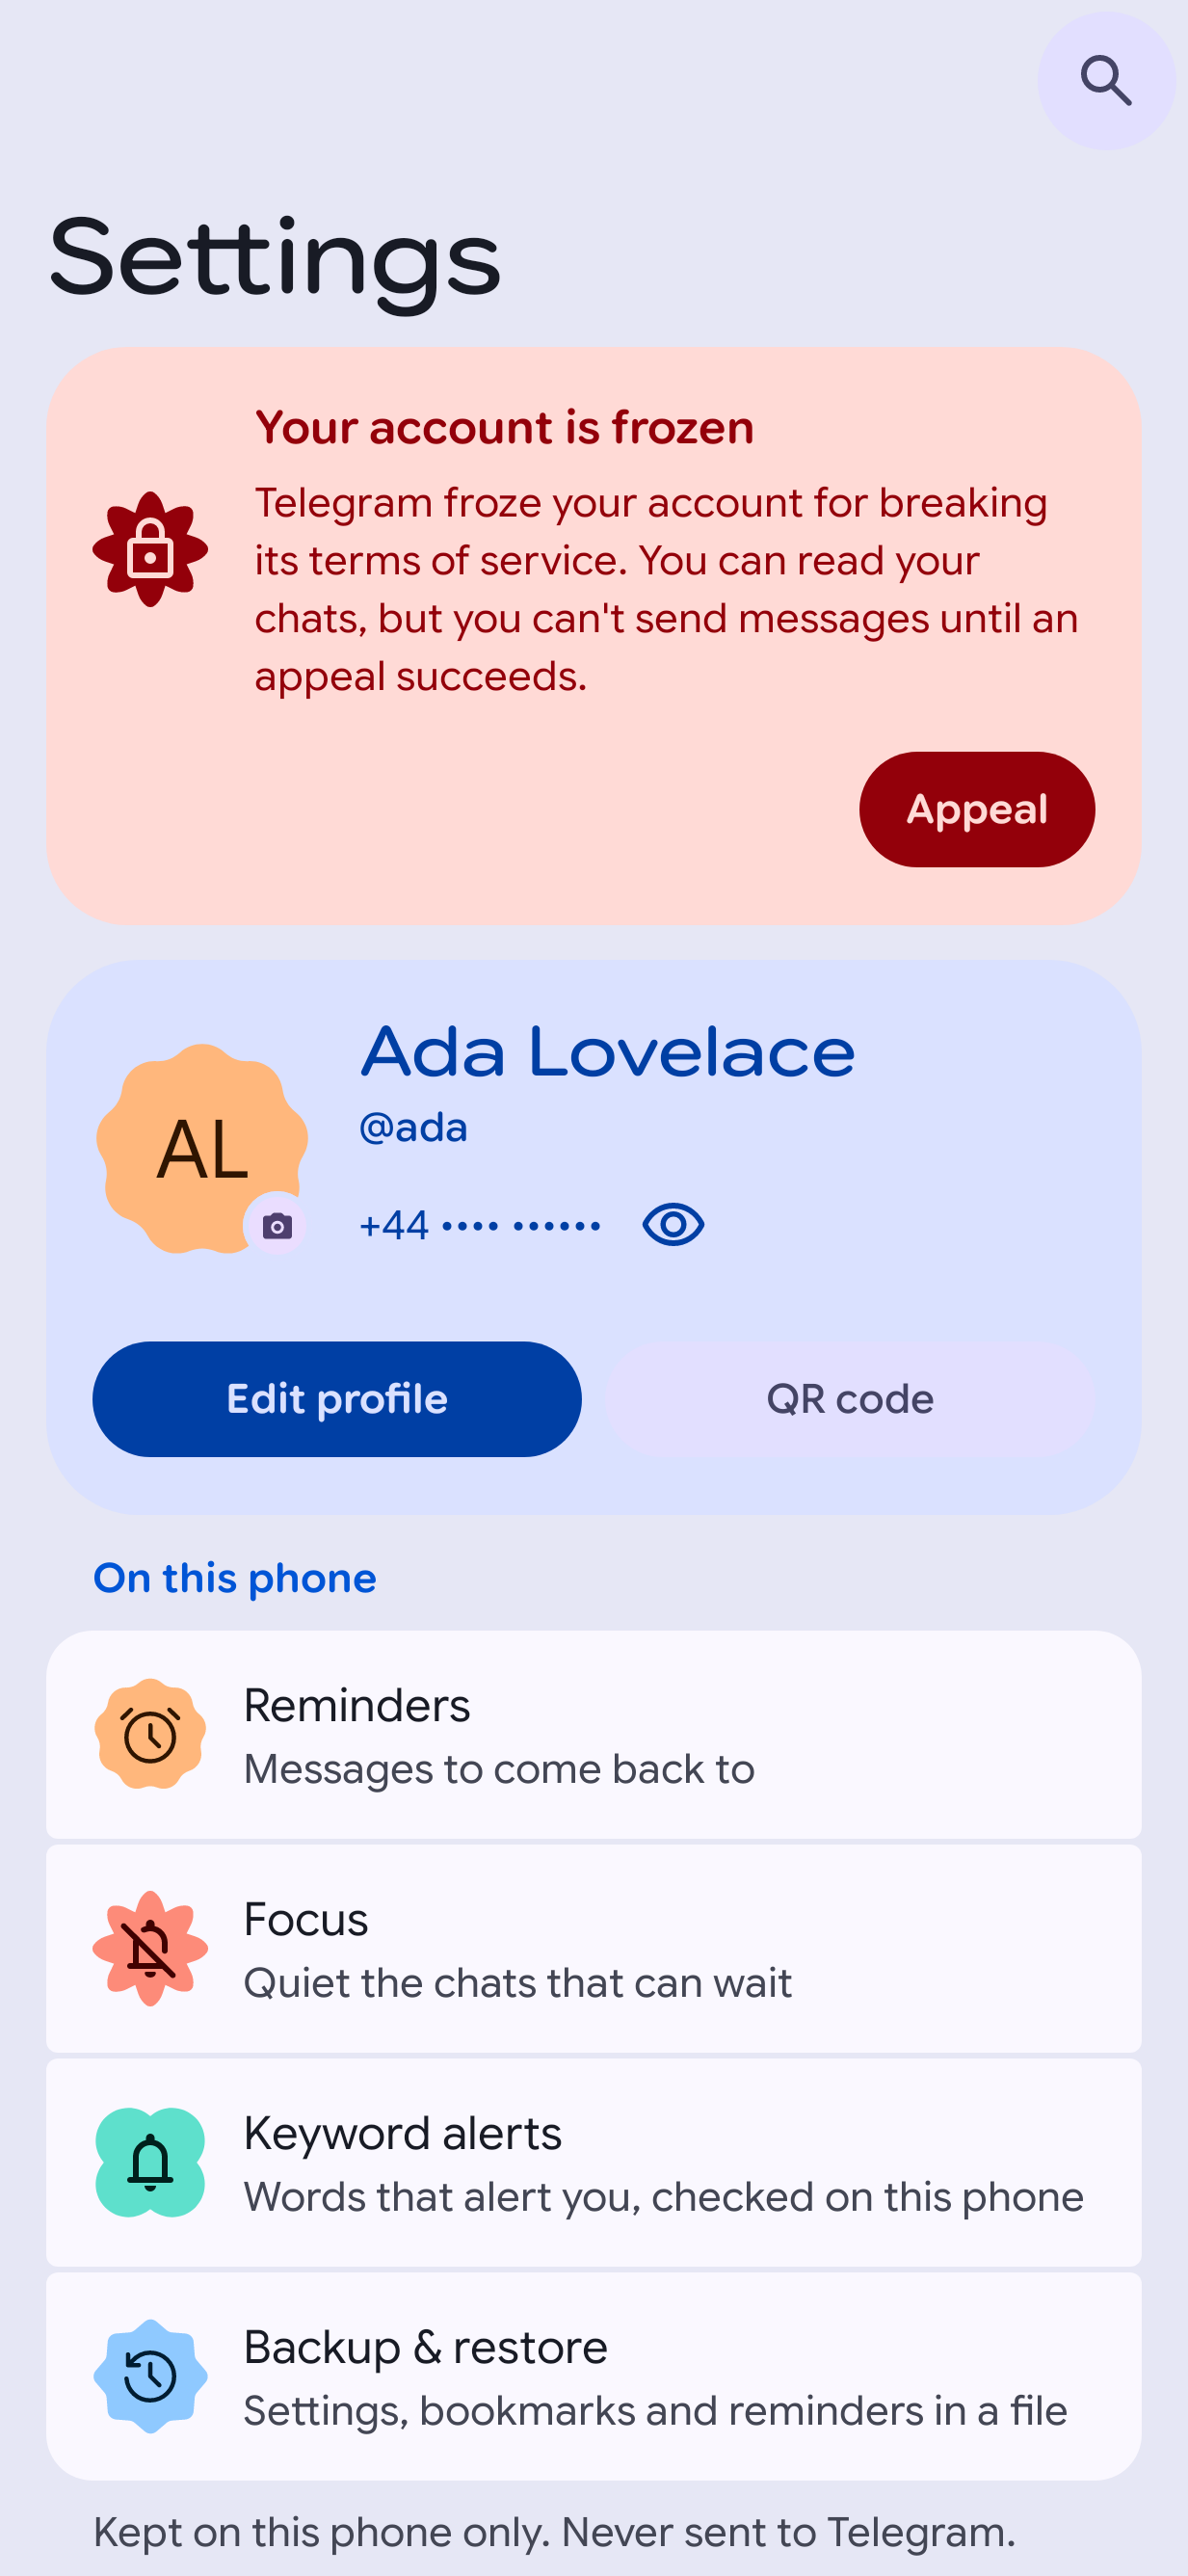 Settings
Your account is frozen
Telegram froze your account for breaking
its terms of service. You can read your
chats, but you can't send messages until an
appeal succeeds.
Appeal
Ada Lovelace
@ada
AL
+44 •••• ••••••
Edit profile
QR code
On this phone
Reminders
Messages to come back to
Focus
Quiet the chats that can wait
Keyword alerts
Words that alert you, checked on this phone
Backup & restore
Settings, bookmarks and reminders in a file
Kept on this phone only. Never sent to Telegram.